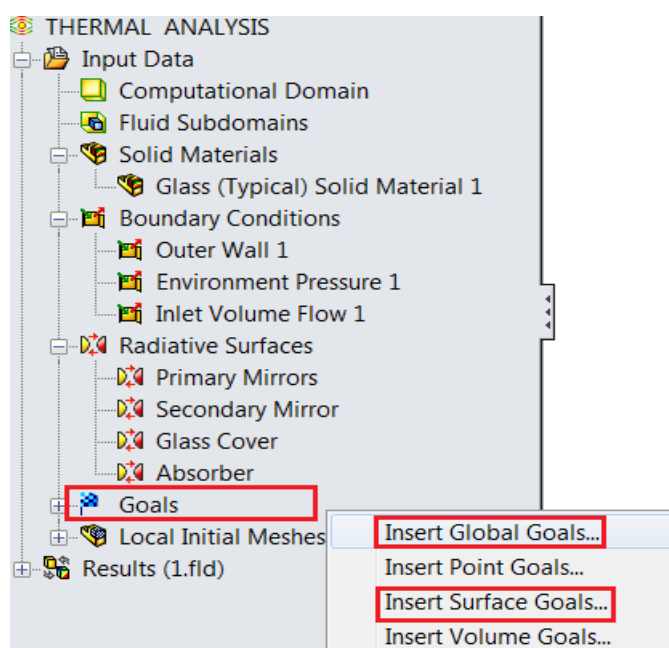 THERMAL ANALYSIS
Input Data
Computational Domain
Fluid Subdomains
Solid Materials
Glass (Typical) Solid Material 1
Boundary Conditions
Outer Wall 1
Environment Pressure 1
Inlet Volume Flow 1
Radiative Surfaces
Primary Mirrors
Secondary Mirror
Glass Cover
Absorber
Goals
Local Initial Meshes
Results (1.fld)
Insert Global Goals...
Insert Point Goals...
Insert Surface Goals...
Insert Volume Goals...